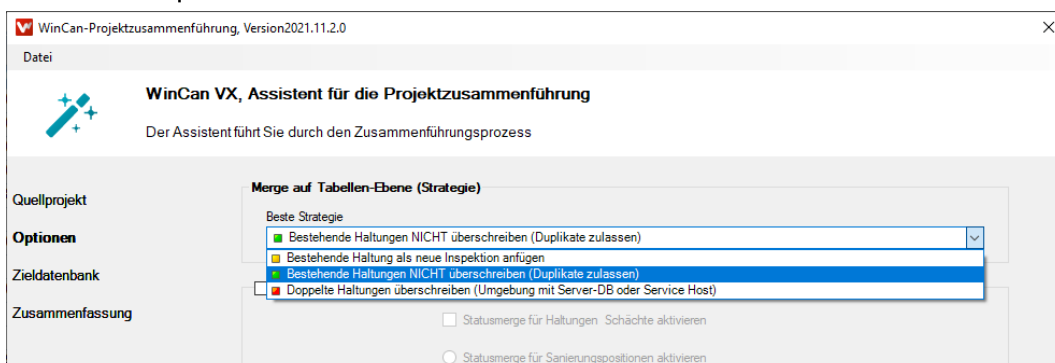 WinCan-Projektzusammenführung, Version2021.11.2.0
Datei
WinCan VX, Assistent für die Projektzusammenführung
Der Assistent führt Sie durch den Zusammenführungsprozess
Quellprojekt
Optionen
Zieldatenbank
Zusammenfassung
Merge auf Tabellen-Ebene (Strategie)
Beste Strategie
Bestehende Haltungen NICHT überschreiben (Duplikate zulassen)
Bestehende Haltung als neue Inspektion anfügen
Bestehende Haltungen NICHT überschreiben (Duplikate zulassen)
Doppelte Haltungen überschreiben (Umgebung mit Server-DB oder Service Host)
Statusmerge für Haltungen Schächte aktivieren
Statusmerge für Sanierungspositionen aktivieren